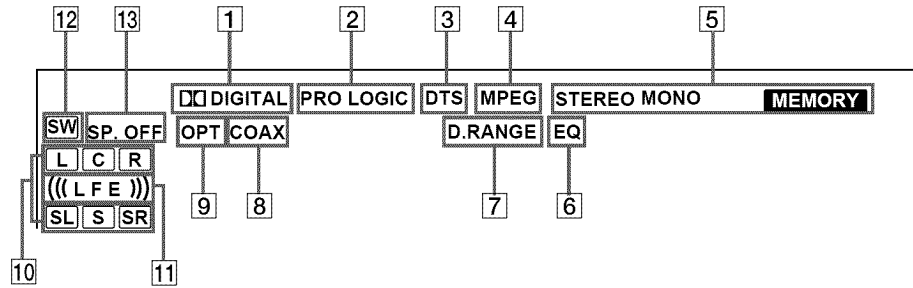 12 13 1 2 3 4 5
DIGITAL PRO LOGIC DTS MPEG STEREO MONO MEMORY
SW SP. OFF OPT COAX D.RANGE EQ
L C R
((( L F E )))
9 8 7 6
SL S SR
10 11